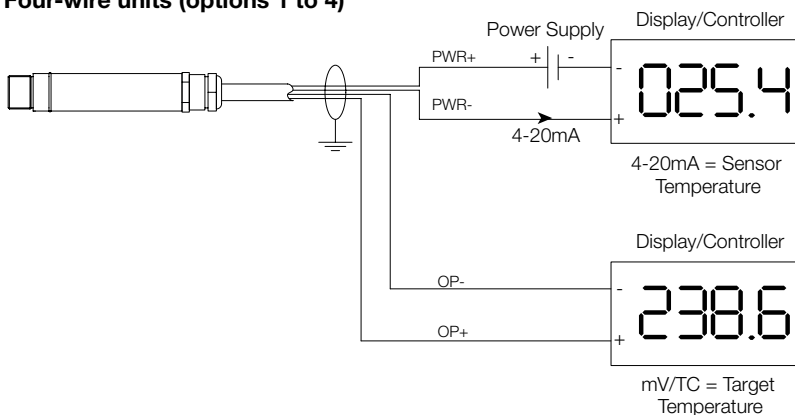 Four-wire units (options 1 to 4)
Power Supply
Display/Controller
PWR+
+
-
-
025.4
PWR-
+
4-20mA
4-20mA = Sensor
Temperature
Display/Controller
OP-
-
238.6
OP+
+
mV/TC = Target
Temperature